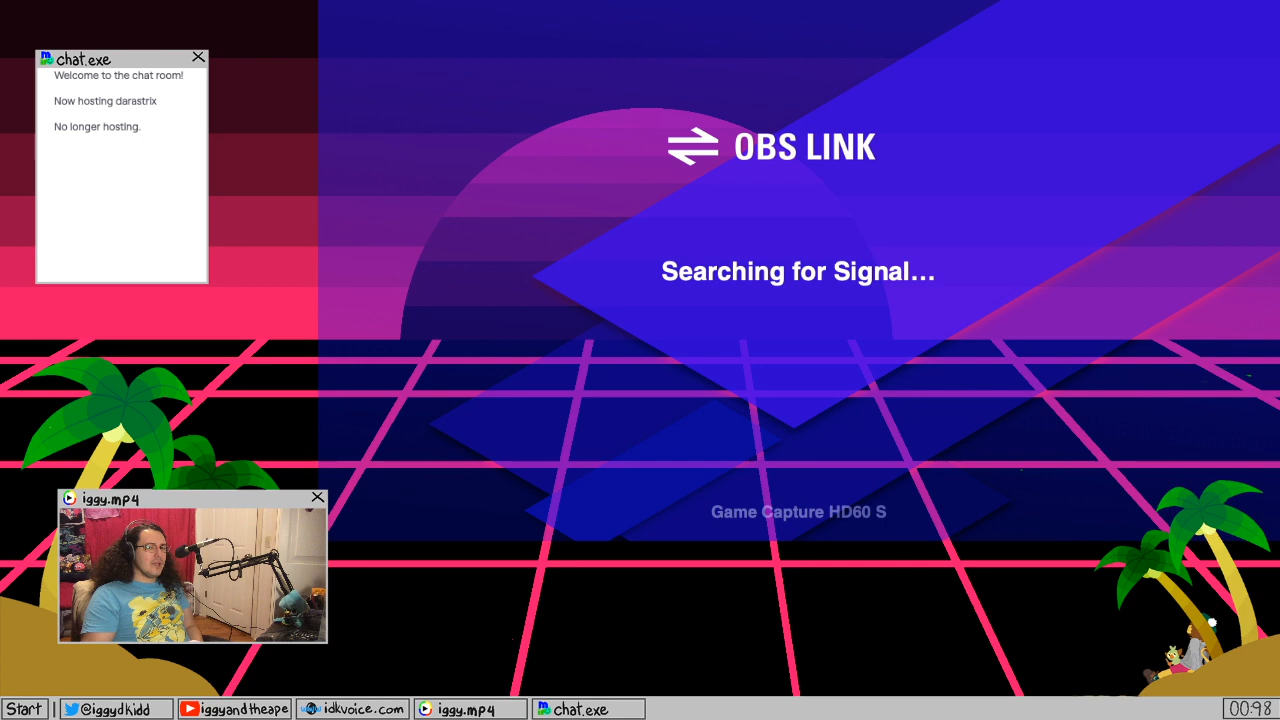 chat.exe
Welcome to the chat room!
Now hosting darastrix
No longer hosting.
OBS LINK
Searching for Signal...
Game Capture HD60 S
iggy.mp4
Start | @iggydkidd iggyandtheape idkvoice.com iggy.mp4 chat.exe 00:98